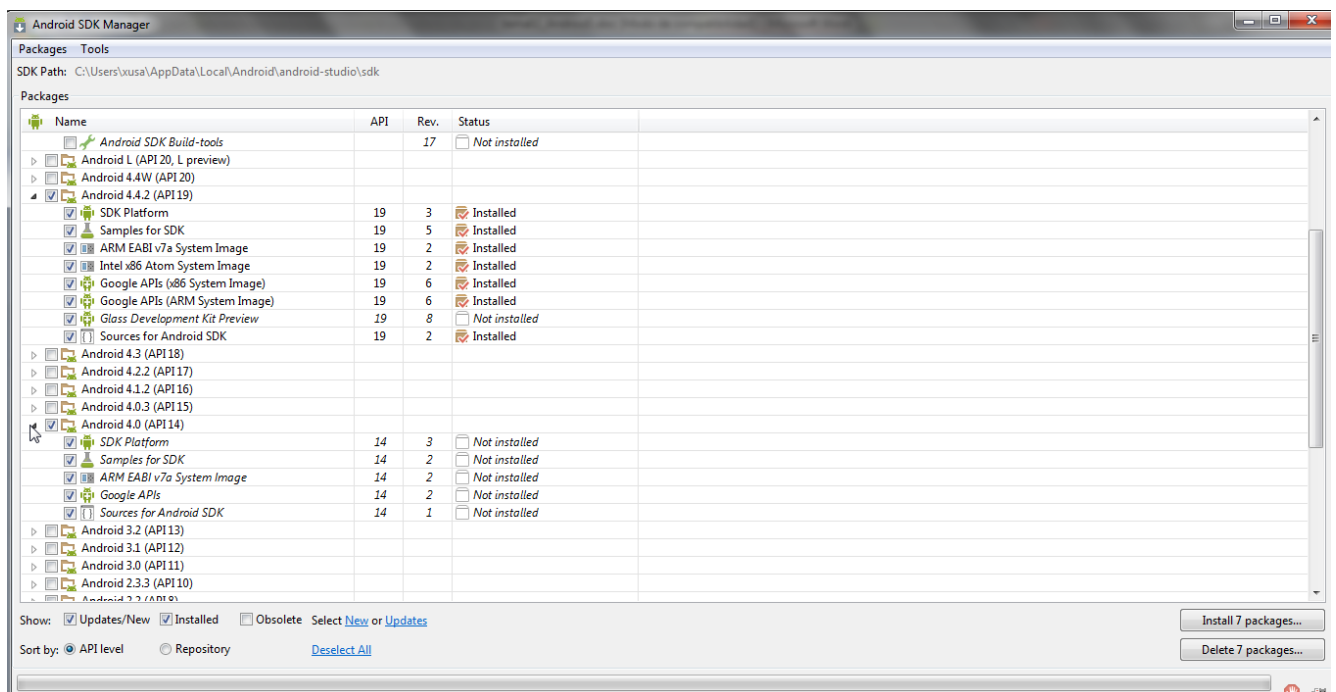 Android SDK Manager
Packages Tools
SDK Path: C:\Users\xusa\AppData\Local\Android\android-studio\sdk
Packages
Name API Rev. Status
Android SDK Build-tools 17 Not installed
Android L (API 20, L preview)
Android 4.4W (API 20)
Android 4.4.2 (API 19)
SDK Platform 19 3 Installed
Samples for SDK 19 5 Installed
ARM EABI v7a System Image 19 2 Installed
Intel x86 Atom System Image 19 2 Installed
Google APIs (x86 System Image) 19 6 Installed
Google APIs (ARM System Image) 19 6 Installed
Glass Development Kit Preview 19 8 Not installed
Sources for Android SDK 19 2 Installed
Android 4.3 (API 18)
Android 4.2.2 (API 17)
Android 4.1.2 (API 16)
Android 4.0.3 (API 15)
Android 4.0 (API 14)
SDK Platform 14 3 Not installed
Samples for SDK 14 2 Not installed
ARM EABI v7a System Image 14 2 Not installed
Google APIs 14 2 Not installed
Sources for Android SDK 14 1 Not installed
Android 3.2 (API 13)
Android 3.1 (API 12)
Android 3.0 (API 11)
Android 2.3.3 (API 10)
Android 2.2 (API 8)
Show: Updates/New Installed Obsolete Select New or Updates Install 7 packages...
Sort by: API level Repository Deselect All Delete 7 packages...